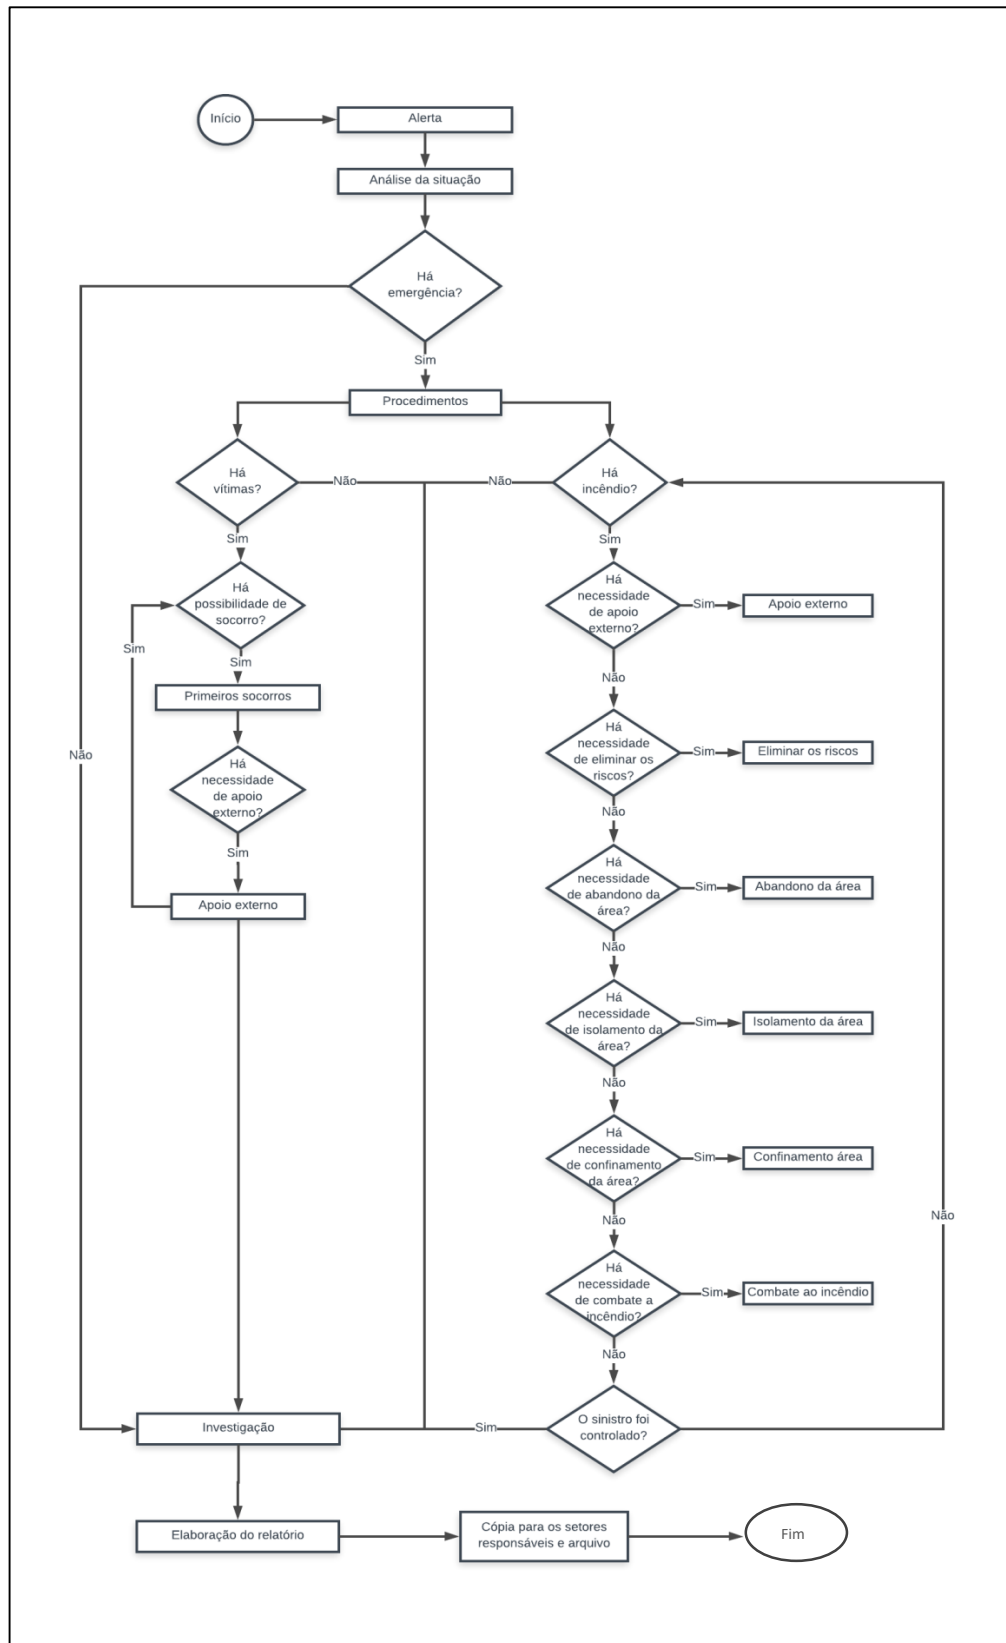 Início
Alerta
Análise da situação
Há
emergência?
Sim
Procedimentos
Há
vítimas?
Não
Não
Há
incêndio?
Sim
Sim
Há
possibilidade de
socorro?
Há
necessidade
de apoio
externo?
Sim
Apoio externo
Sim
Sim
Não
Primeiros socorros
Há
necessidade
de apoio
externo?
Há
necessidade
de eliminar os
riscos?
Sim
Eliminar os riscos
Não
Não
Sim
Apoio externo
Há
necessidade
de abandono da
área?
Sim
Abandono da área
Não
Há
necessidade
de isolamento da
área?
Sim
Isolamento da área
Não
Há
necessidade
de confinamento
da área?
Sim
Confinamento área
Não
Não
Há
necessidade
de combate a
incêndio?
Sim
Combate ao incêndio
Não
Investigação
Sim
O sinistro foi
controlado?
Elaboração do relatório
Cópia para os setores
responsáveis e arquivo
Fim